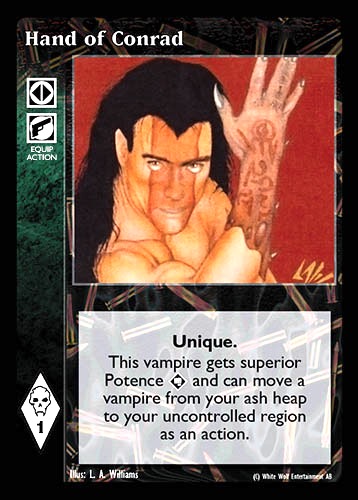 Hand of Conrad
EQUIP
ACTION
Unique.
This vampire gets superior
Potence and can move a
vampire from your ash heap
to your uncontrolled region
as an action.
1
Illus: L. A. Williams
(C) White Wolf Entertainment AB